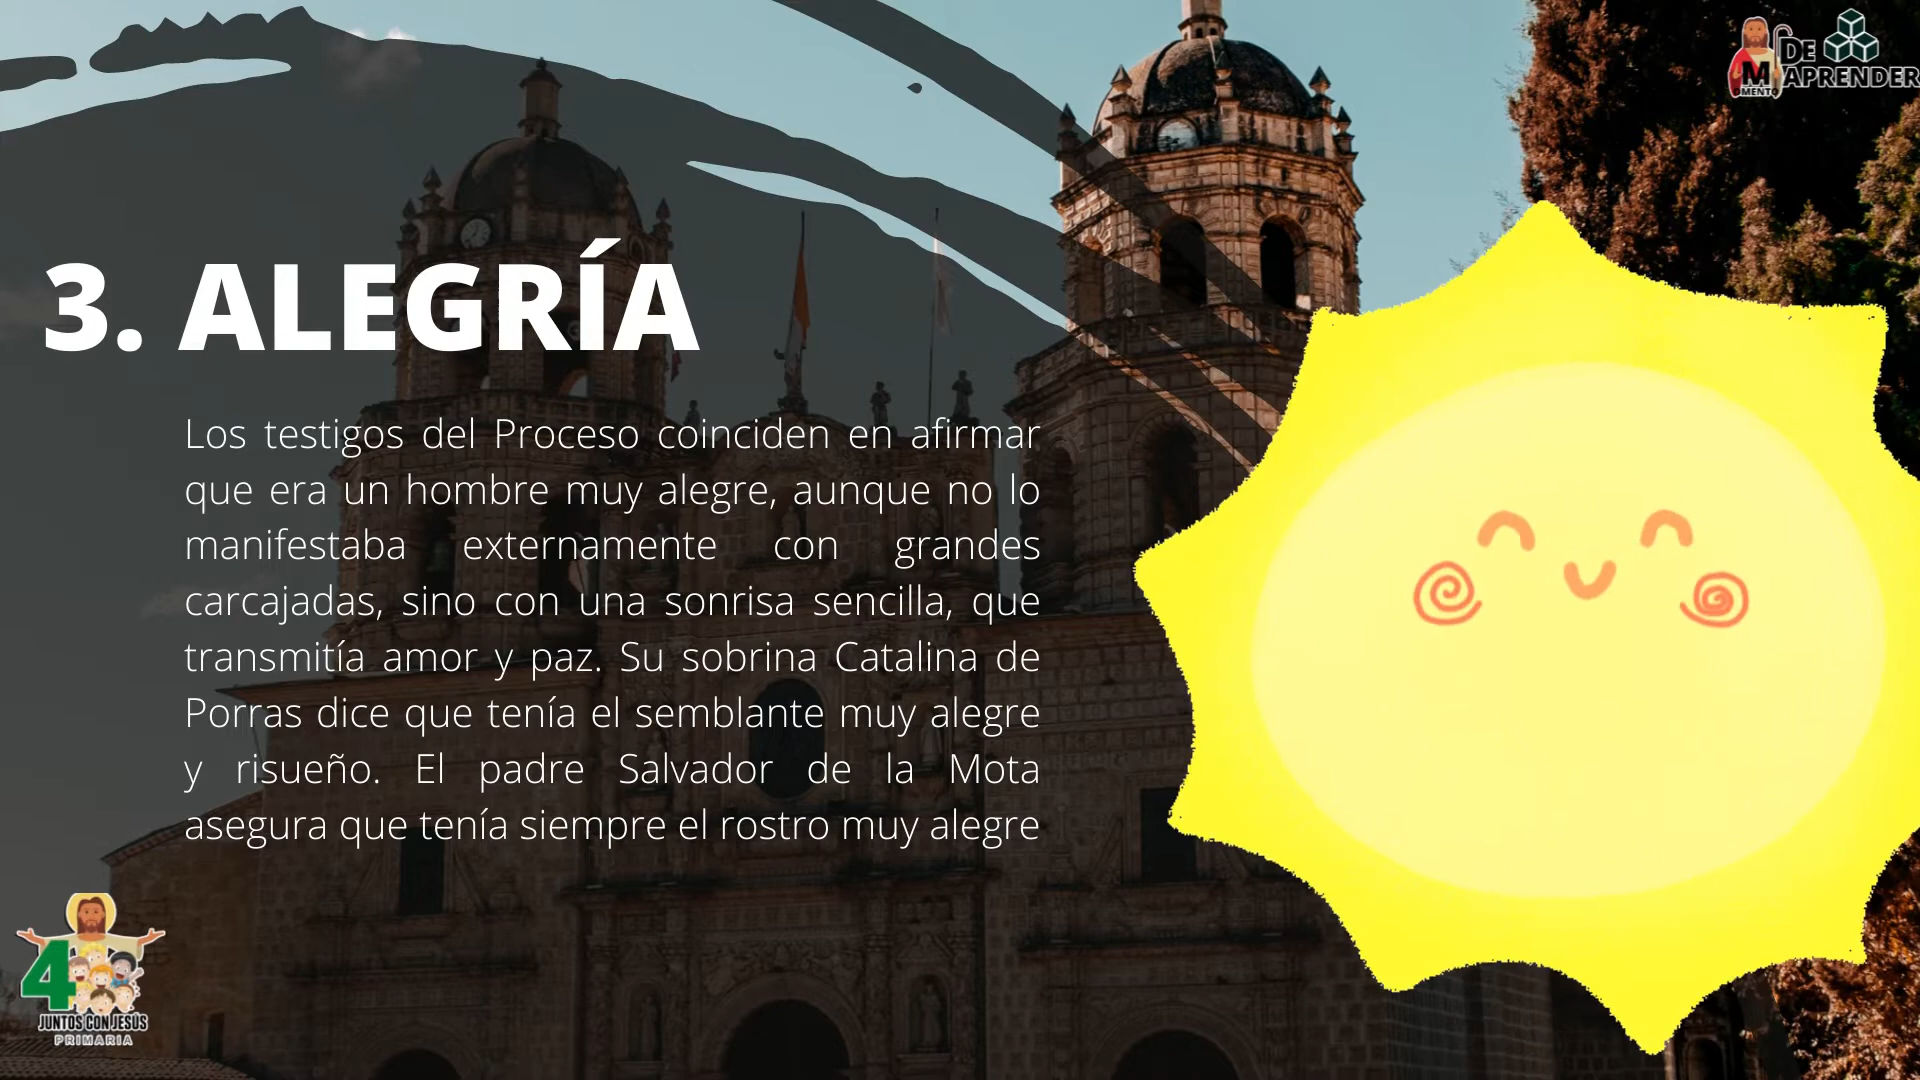 M
OMENTO
DE
APRENDER
3. ALEGRÍA
Los testigos del Proceso coinciden en afirmar
que era un hombre muy alegre, aunque no lo
manifestaba externamente con grandes
carcajadas, sino con una sonrisa sencilla, que
transmitía amor y paz. Su sobrina Catalina de
Porras dice que tenía el semblante muy alegre
y risueño. El padre Salvador de la Mota
asegura que tenía siempre el rostro muy alegre
4
JUNTOS CON JESÚS
PRIMARIA